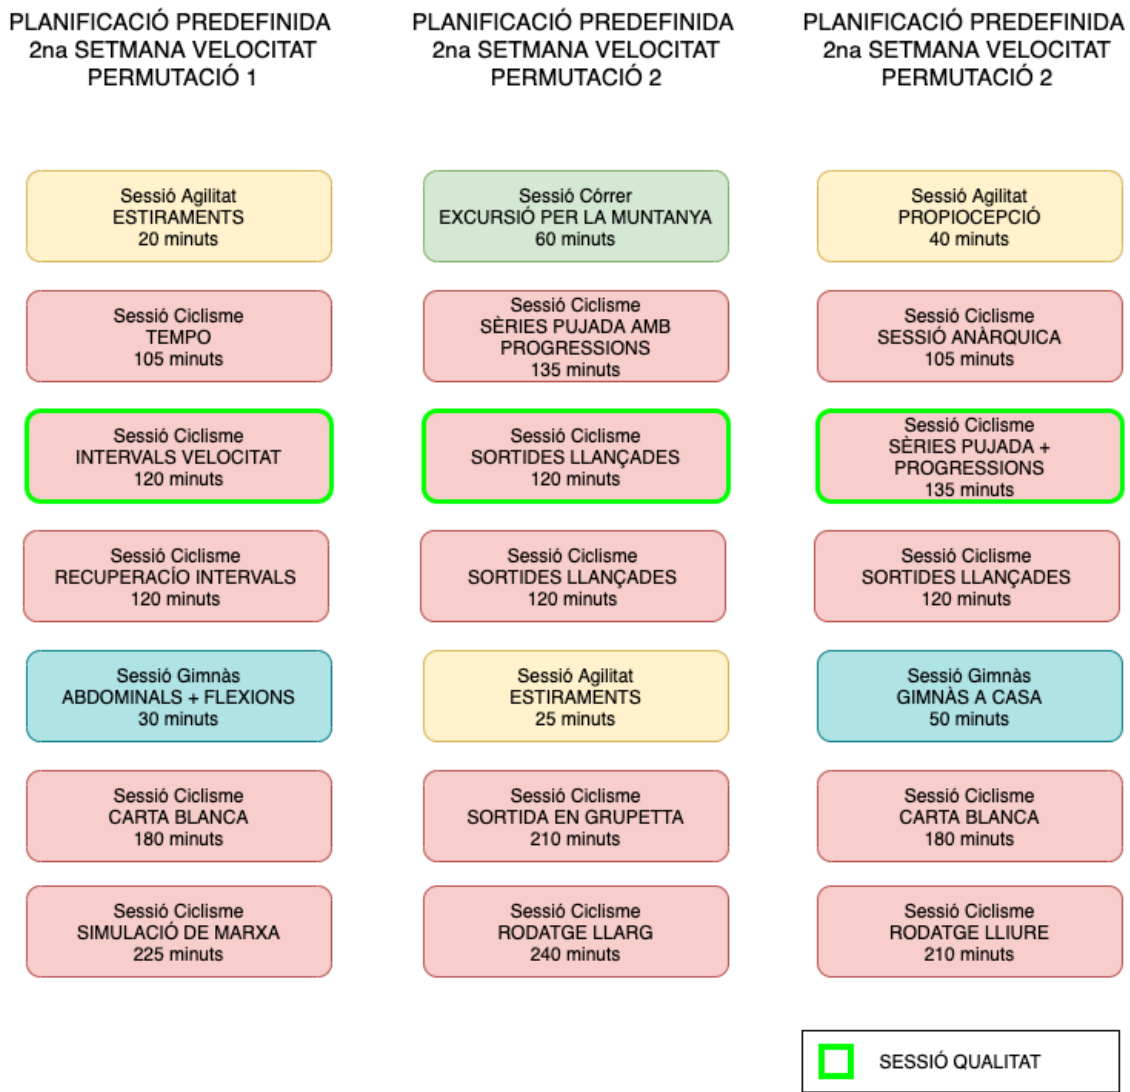 PLANIFICACIÓ PREDEFINIDA
2na SETMANA VELOCITAT
PERMUTACIÓ 1
Sessió Agilitat
ESTIRAMENTS
20 minuts
Sessió Ciclisme
TEMPO
105 minuts
Sessió Ciclisme
INTERVALS VELOCITAT
120 minuts
Sessió Ciclisme
RECUPERACÍO INTERVALS
120 minuts
Sessió Gimnàs
ABDOMINALS + FLEXIONS
30 minuts
Sessió Ciclisme
CARTA BLANCA
180 minuts
Sessió Ciclisme
SIMULACIÓ DE MARXA
225 minuts
PLANIFICACIÓ PREDEFINIDA
2na SETMANA VELOCITAT
PERMUTACIÓ 2
Sessió Córrer
EXCURSIÓ PER LA MUNTANYA
60 minuts
Sessió Ciclisme
SÈRIES PUJADA AMB
PROGRESSIONS
135 minuts
Sessió Ciclisme
SORTIDES LLANÇADES
120 minuts
Sessió Ciclisme
SORTIDES LLANÇADES
120 minuts
Sessió Agilitat
ESTIRAMENTS
25 minuts
Sessió Ciclisme
SORTIDA EN GRUPETTA
210 minuts
Sessió Ciclisme
RODATGE LLARG
240 minuts
PLANIFICACIÓ PREDEFINIDA
2na SETMANA VELOCITAT
PERMUTACIÓ 2
Sessió Agilitat
PROPIOCEPCIÓ
40 minuts
Sessió Ciclisme
SESSIÓ ANÀRQUICA
105 minuts
Sessió Ciclisme
SÈRIES PUJADA +
PROGRESSIONS
135 minuts
Sessió Ciclisme
SORTIDES LLANÇADES
120 minuts
Sessió Gimnàs
GIMNÀS A CASA
50 minuts
Sessió Ciclisme
CARTA BLANCA
180 minuts
Sessió Ciclisme
RODATGE LLIURE
210 minuts
SESSIÓ QUALITAT